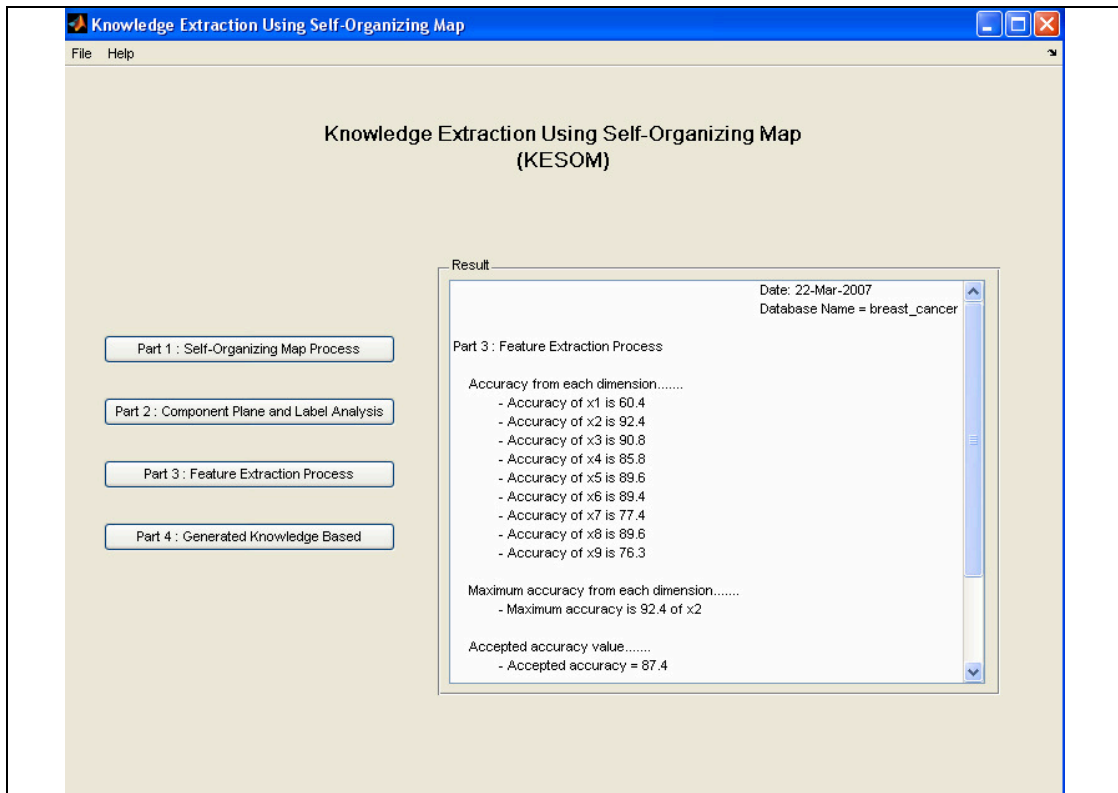 Knowledge Extraction Using Self-Organizing Map
File Help
Knowledge Extraction Using Self-Organizing Map
(KESOM)
Part 1 : Self-Organizing Map Process
Part 2 : Component Plane and Label Analysis
Part 3 : Feature Extraction Process
Part 4 : Generated Knowledge Based
Result
Date: 22-Mar-2007
Database Name = breast_cancer
Part 3 : Feature Extraction Process
Accuracy from each dimension.......
- Accuracy of x1 is 60.4
- Accuracy of x2 is 92.4
- Accuracy of x3 is 90.8
- Accuracy of x4 is 85.8
- Accuracy of x5 is 89.6
- Accuracy of x6 is 89.4
- Accuracy of x7 is 77.4
- Accuracy of x8 is 89.6
- Accuracy of x9 is 76.3
Maximum accuracy from each dimension.......
- Maximum accuracy is 92.4 of x2
Accepted accuracy value.......
- Accepted accuracy = 87.4